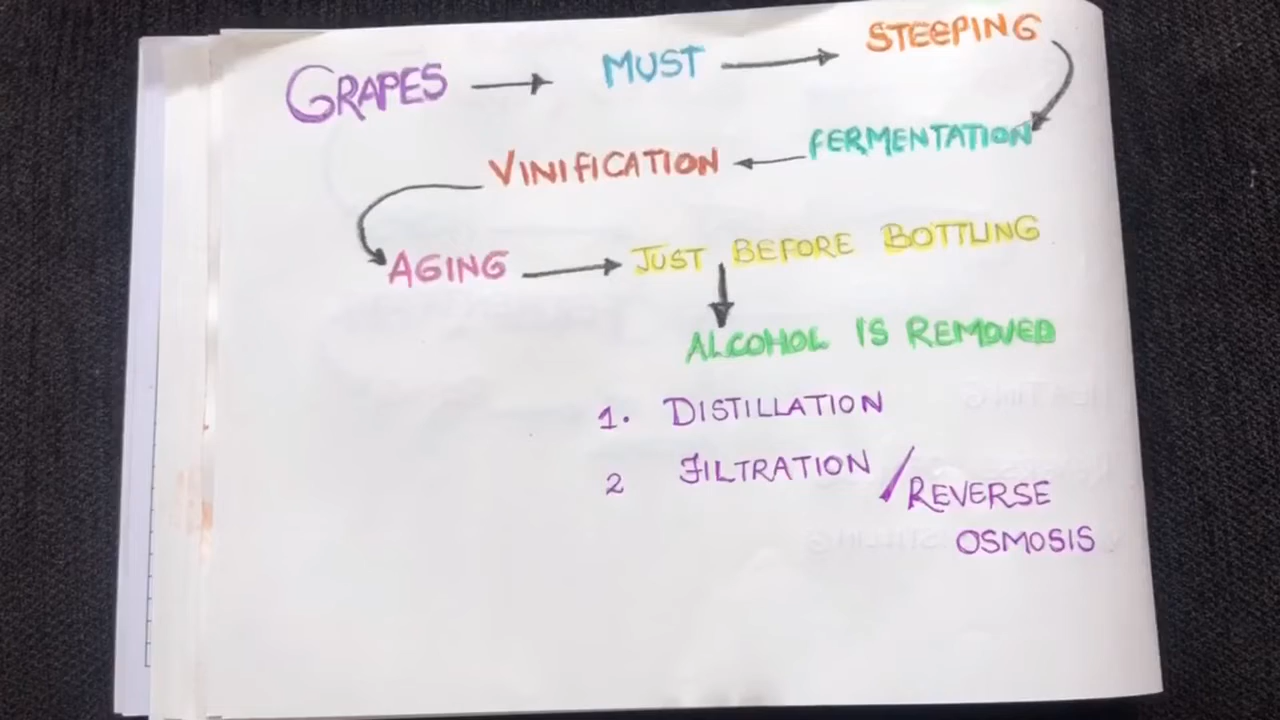 GRAPES → MUST → STEEPING
VINIFICATION ← FERMENTATION
AGING → JUST BEFORE BOTTLING
ALCOHOL IS REMOVED
1. DISTILLATION
2 FILTRATION / REVERSE
OSMOSIS